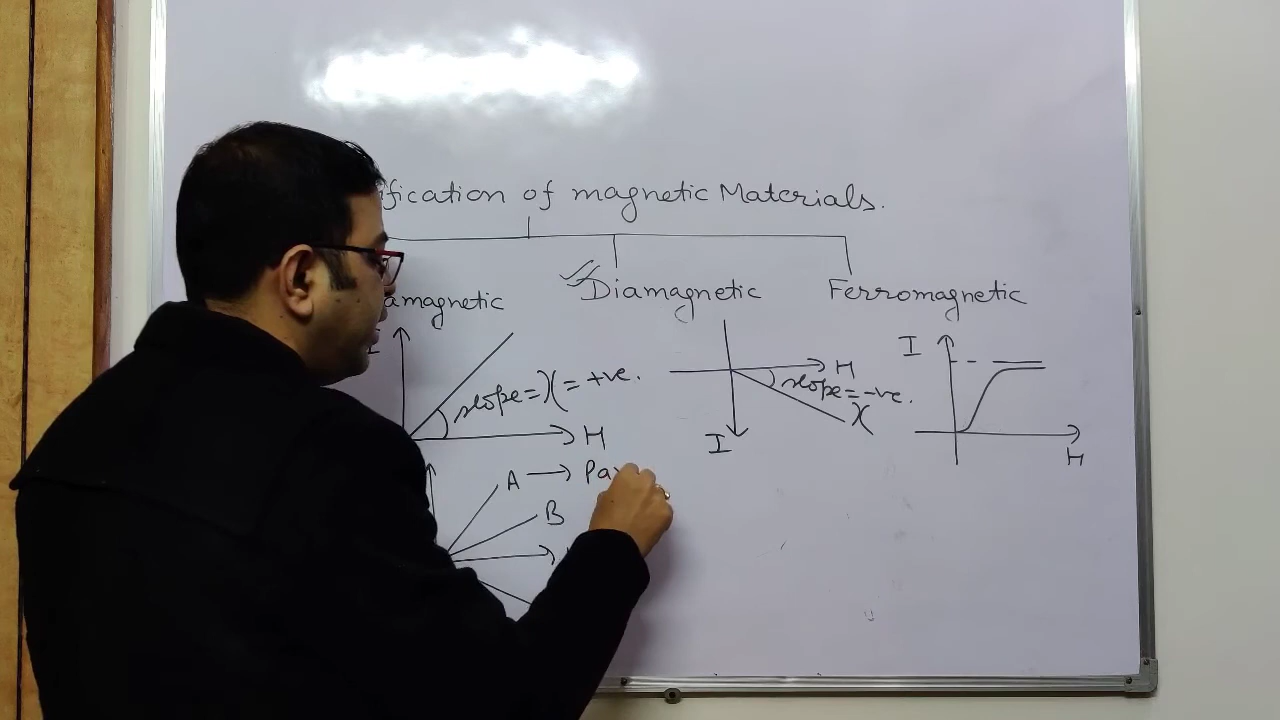 ification of magnetic Materials.
amagnetic
Diamagnetic
Ferromagnetic
I
slope = χ = +ve.
H
H
slope = -ve.
χ
I
I
H
A → Pa
B